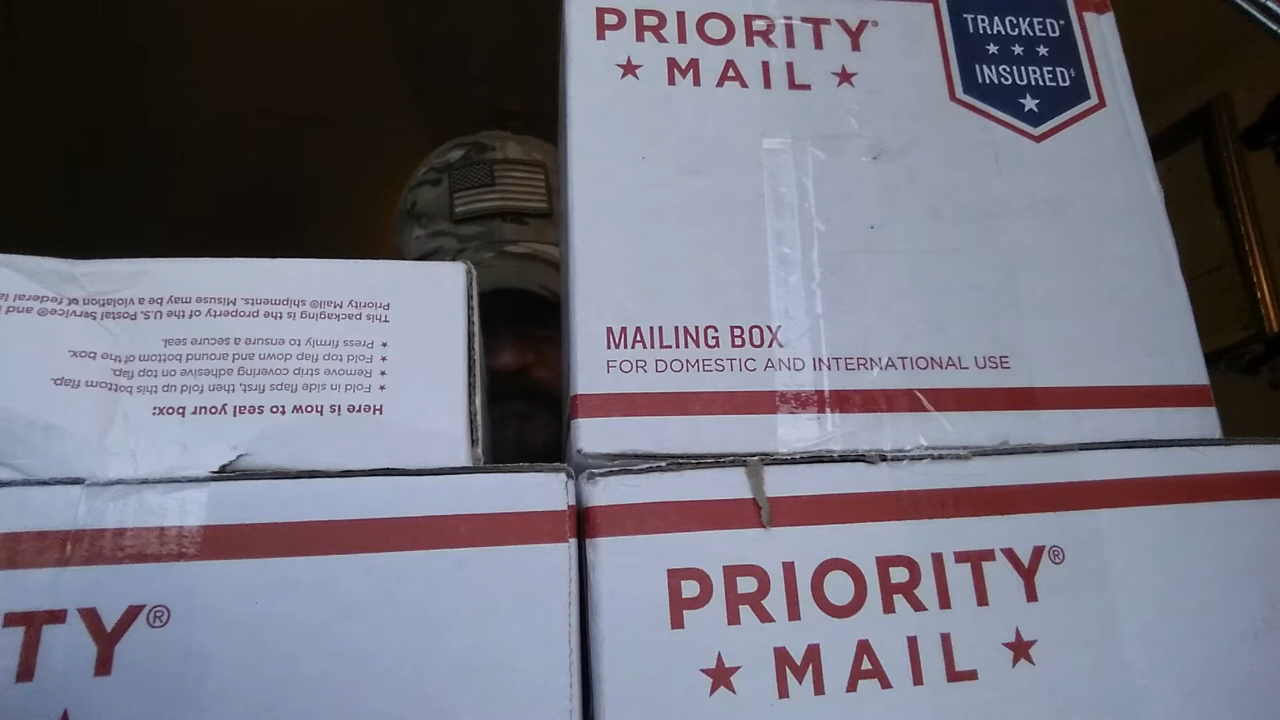 PRIORITY®
★ MAIL ★
TRACKED*
★ ★ ★
INSURED‡
★
MAILING BOX
FOR DOMESTIC AND INTERNATIONAL USE
Here is how to seal your box:
★ Fold in side flaps first, then fold up this bottom flap.
★ Remove strip covering adhesive on top flap.
★ Fold top flap down and around bottom of the box.
★ Press firmly to ensure a secure seal.
This packaging is the property of the U.S. Postal Service® and
Priority Mail® shipments. Misuse may be a violation of federal
TY®
PRIORITY®
★ MAIL ★